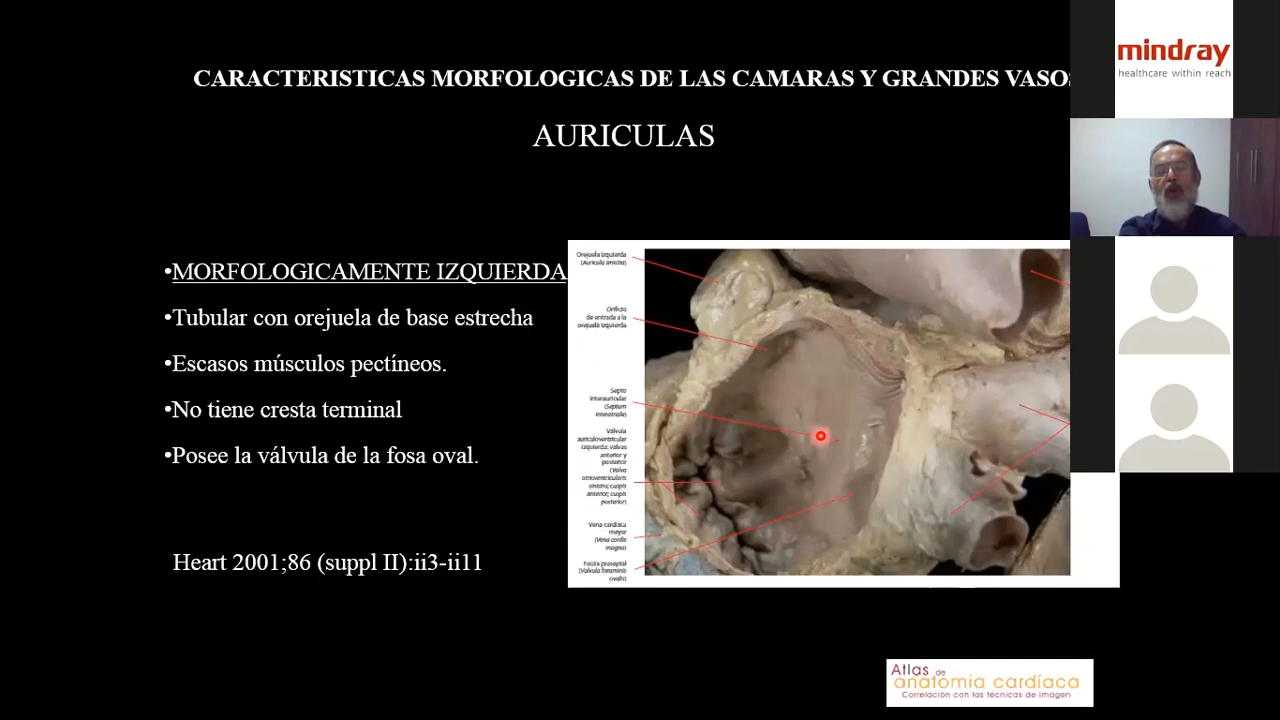 CARACTERISTICAS MORFOLOGICAS DE LAS CAMARAS Y GRANDES VASOS
AURICULAS
•MORFOLOGICAMENTE IZQUIERDA
•Tubular con orejuela de base estrecha
•Escasos músculos pectíneos.
•No tiene cresta terminal
•Posee la válvula de la fosa oval.
Heart 2001;86 (suppl II):ii3-ii11
Orejuela izquierda
(Auricula sinistra)
Orificio
de entrada a la
orejuela izquierda
Septo
interauricular
(Septum
interatriale)
Válvula
auriculoventricular
izquierda: valvas
anterior y
posterior
(Valva
atrioventricularis
sinistra; cuspis
anterior; cuspis
posterior)
Vena cardíaca
mayor
(Vena cordis
magna)
(Valvula foraminis
ovalis)
mindray
healthcare within reach
Atlas de
anatomía cardíaca
Correlación con las técnicas de imagen